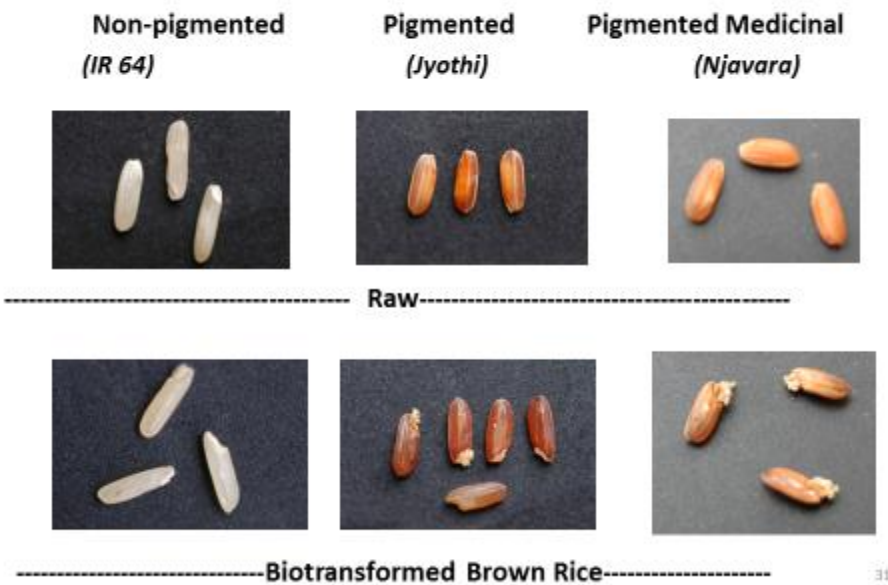 Non-pigmented Pigmented Pigmented Medicinal
(IR 64) (Jyothi) (Njavara)
------------------------------------------- Raw----------------------------------------------
-------------------------------Biotransformed Brown Rice---------------------